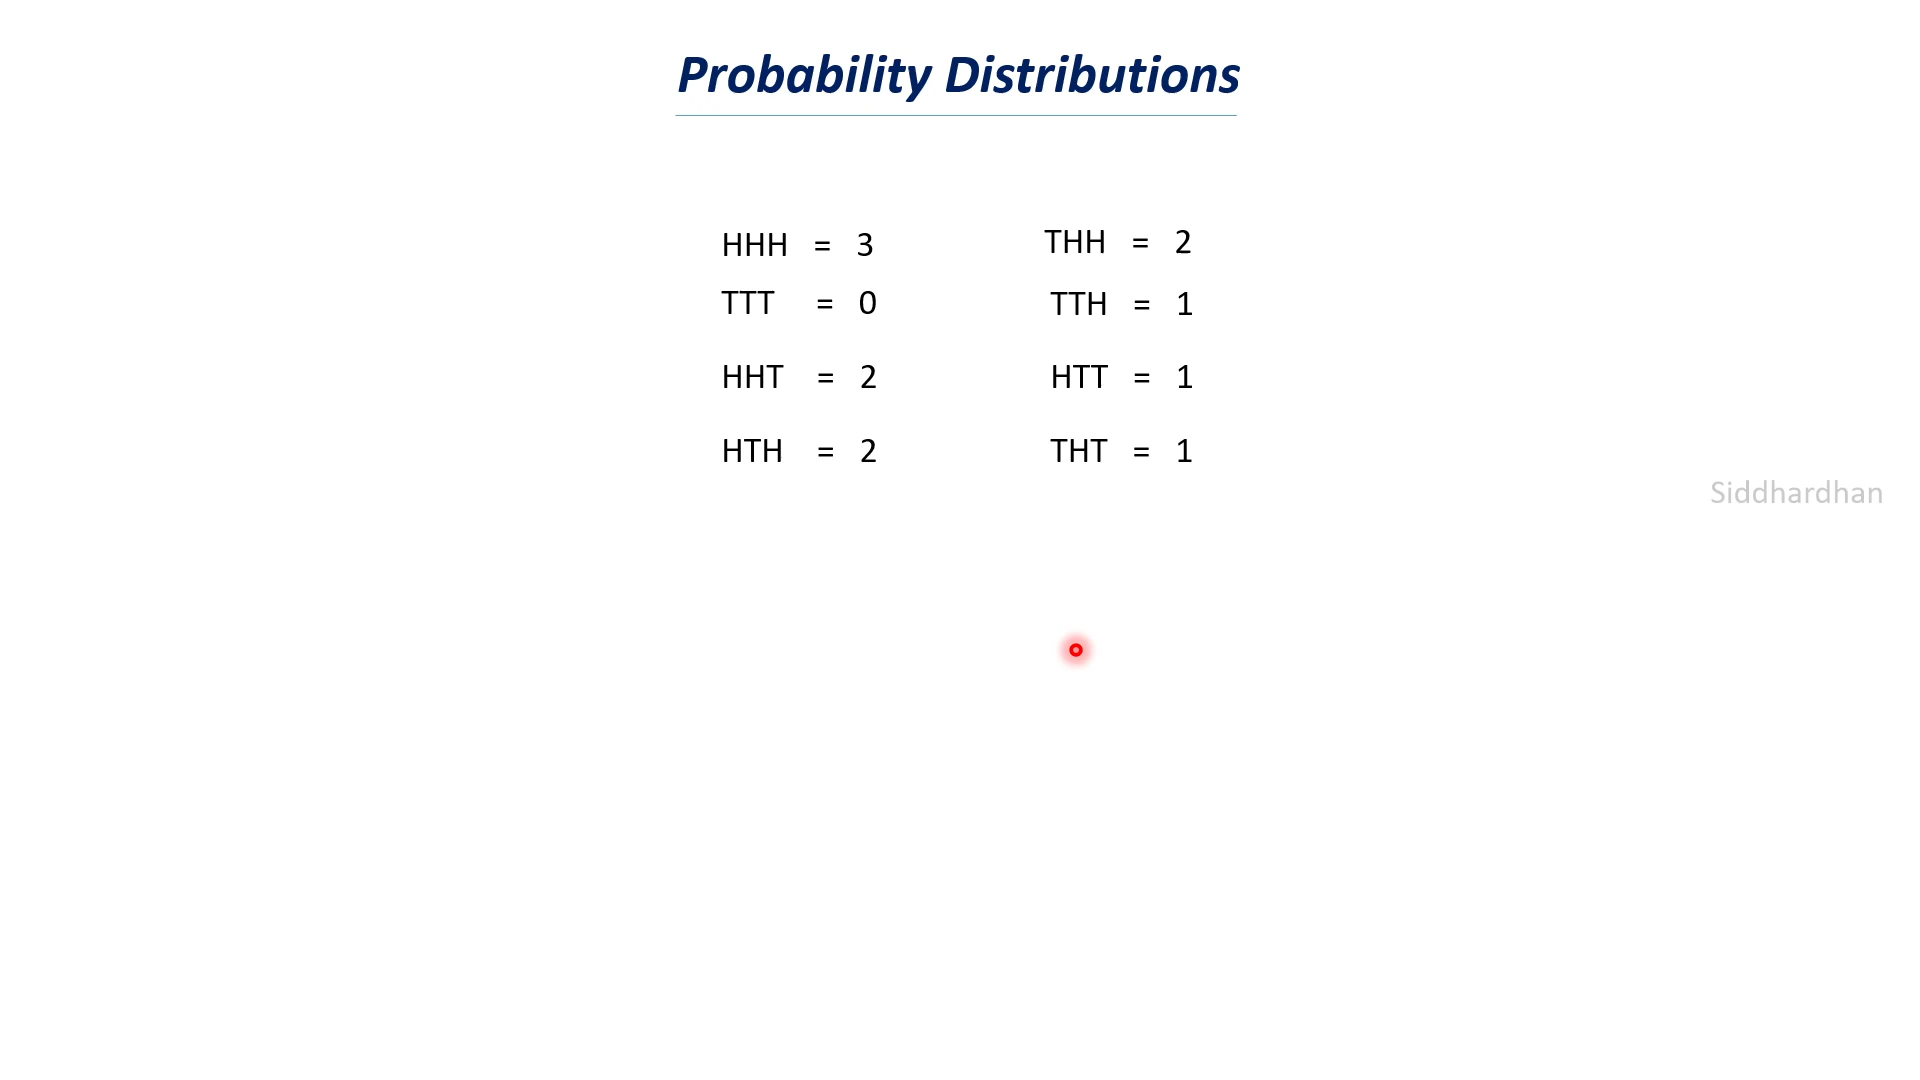 Probability Distributions
HHH = 3
TTT = 0
HHT = 2
HTH = 2
THH = 2
TTH = 1
HTT = 1
THT = 1
Siddhardhan